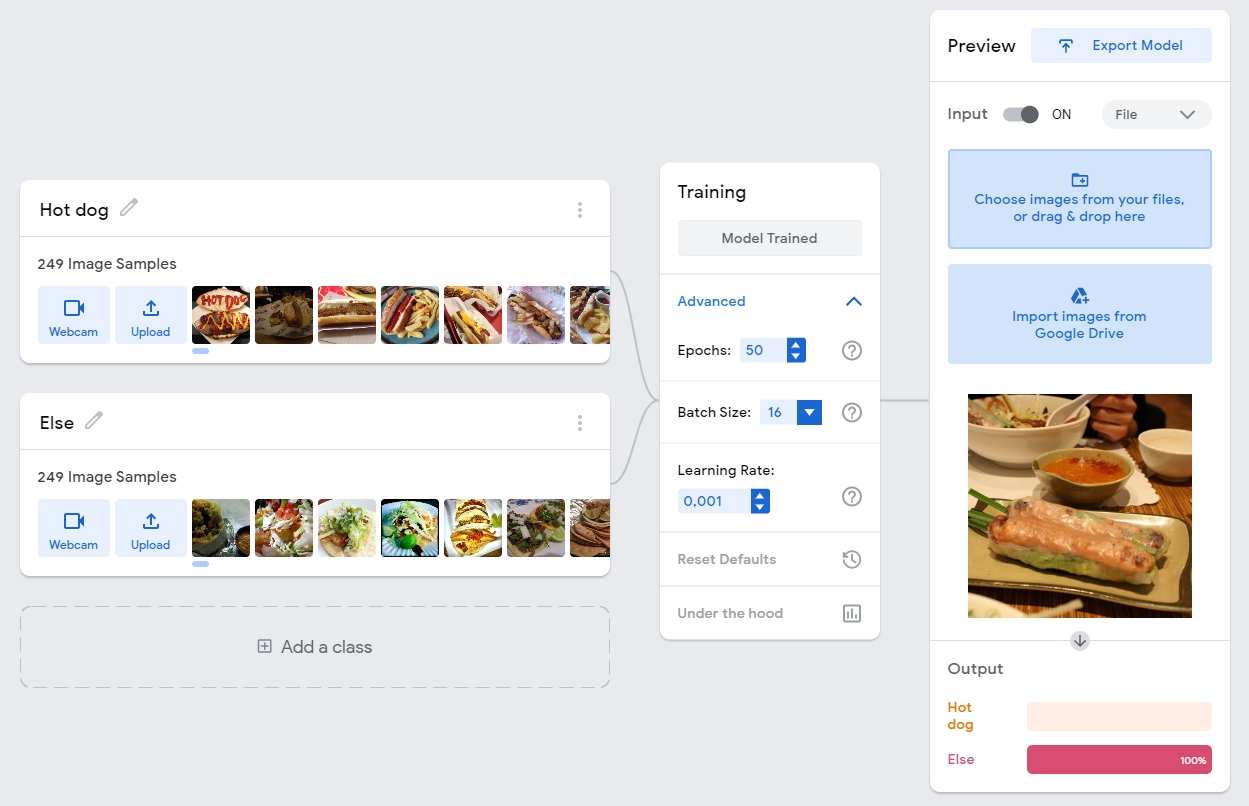 Hot dog
249 Image Samples
Webcam
Upload
HOT DOG
Else
249 Image Samples
Webcam
Upload
Add a class
Training
Model Trained
Advanced
Epochs:
50
Batch Size:
16
Learning Rate:
0,001
Reset Defaults
Under the hood
Preview
Export Model
Input
ON
File
Choose images from your files,
or drag & drop here
Import images from
Google Drive
Output
Hot
dog
Else
100%